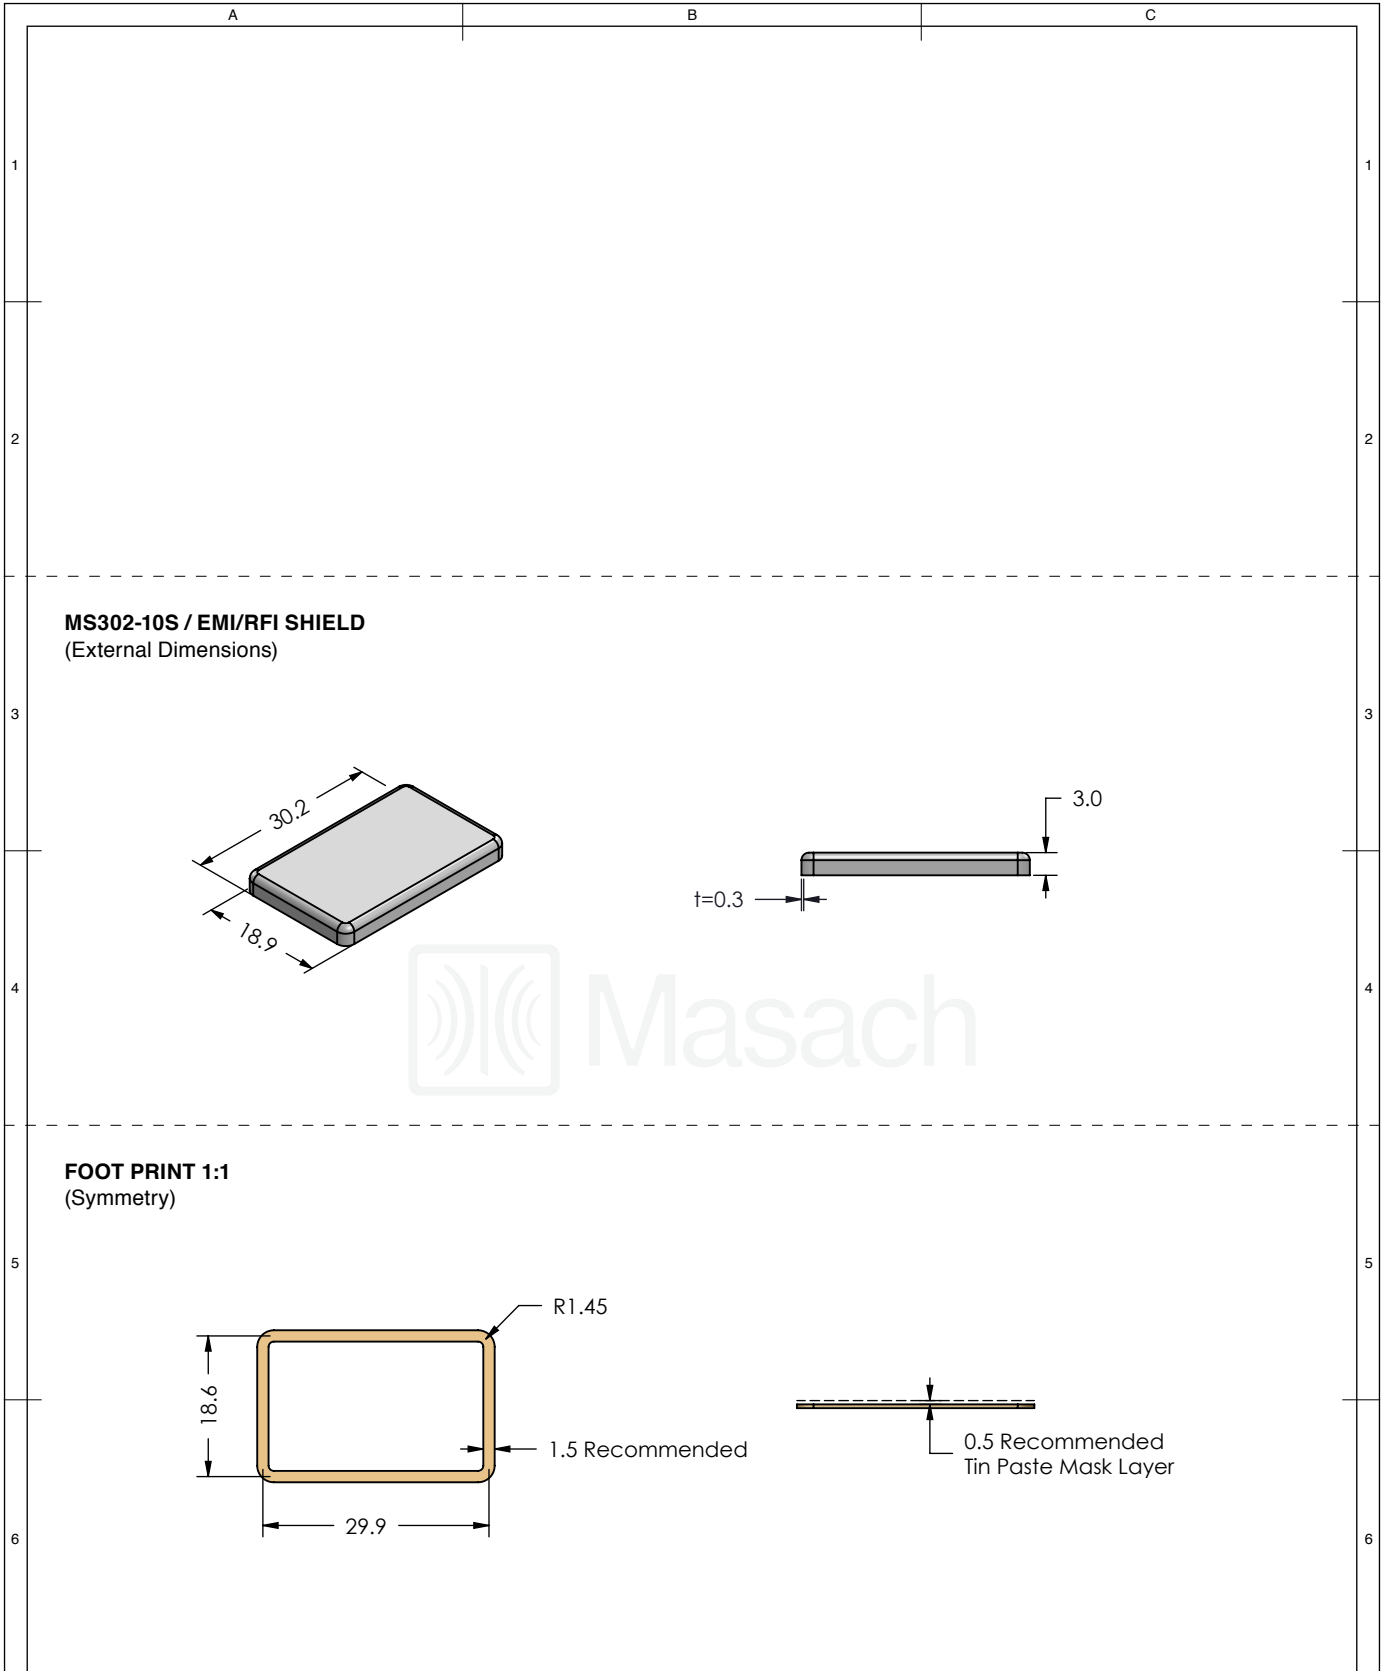 A
B
C
1
1
2
2
MS302-10S / EMI/RFI SHIELD
(External Dimensions)
3
3
30.2
3.0
t=0.3
18.9
4
4
Masach
FOOT PRINT 1:1
(Symmetry)
5
5
R1.45
18.6
1.5 Recommended
0.5 Recommended
Tin Paste Mask Layer
29.9
6
6